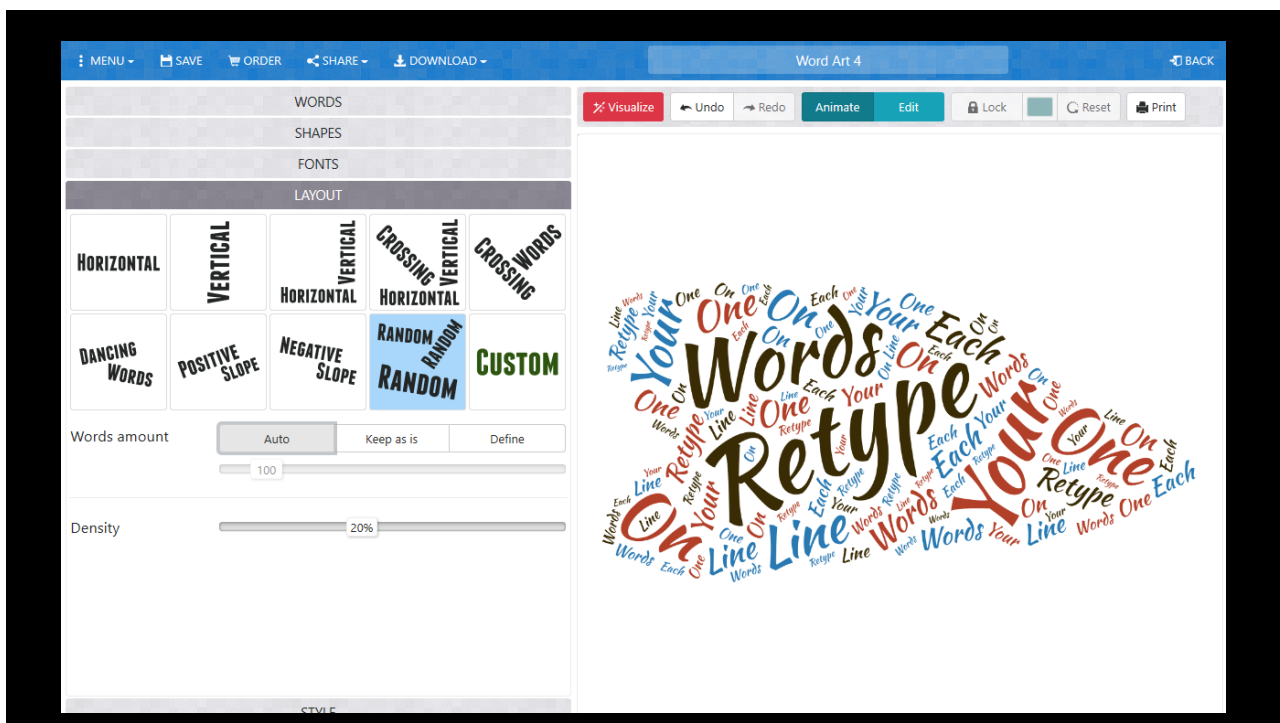 MENU SAVE ORDER SHARE DOWNLOAD Word Art 4 BACK
WORDS
SHAPES
FONTS
LAYOUT
HORIZONTAL
VERTICAL
HORIZONTAL VERTICAL
CROSSING HORIZONTAL VERTICAL
CROSSING WORDS
DANCING WORDS
POSITIVE SLOPE
NEGATIVE SLOPE
RANDOM RANDOM RANDOM
CUSTOM
Words amount Auto Keep as is Define
100
Density 20%
STYLE
Visualize Undo Redo Animate Edit Lock Reset Print
Words
Retype
Your
One
On
Line
Each